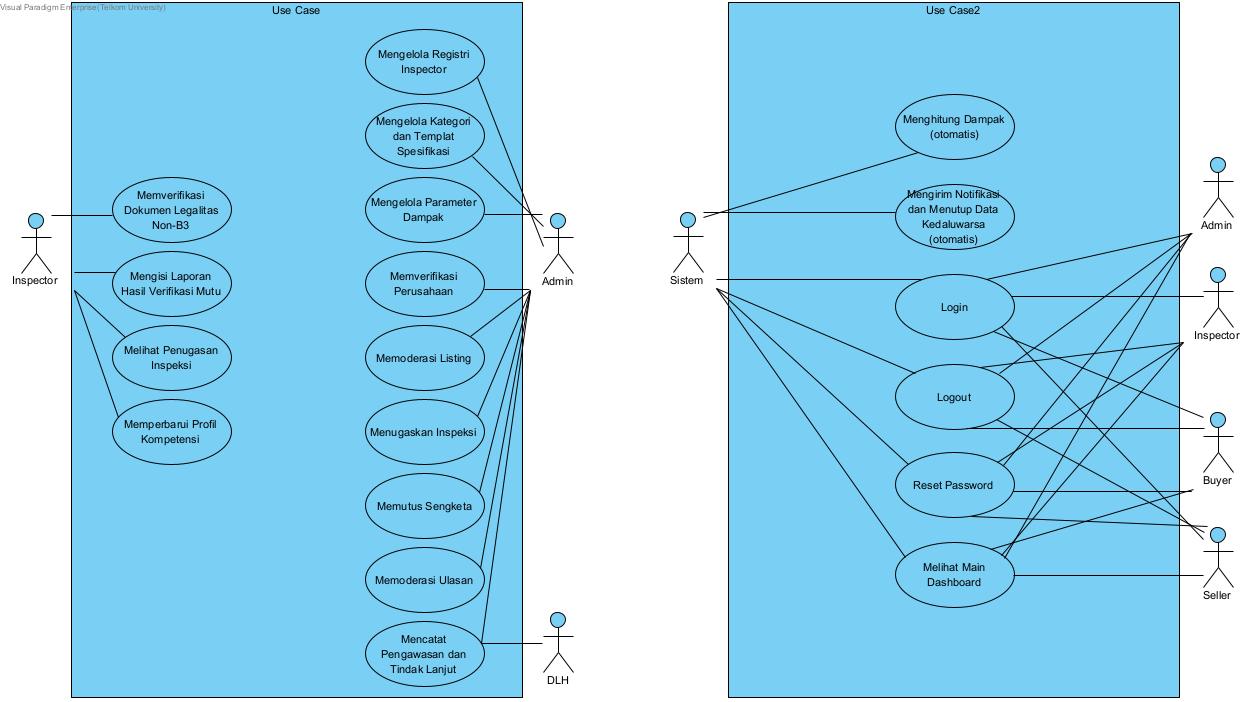 Visual Paradigm Enterprise(Telkom University)
Use Case
Mengelola Registri
Inspector
Mengelola Kategori
dan Templat
Spesifikasi
Memverifikasi
Dokumen Legalitas
Non-B3
Mengelola Parameter
Dampak
Inspector
Mengisi Laporan
Hasil Verifikasi Mutu
Memverifikasi
Perusahaan
Admin
Melihat Penugasan
Inspeksi
Memoderasi Listing
Memperbarui Profil
Kompetensi
Menugaskan Inspeksi
Memutus Sengketa
Memoderasi Ulasan
Mencatat
Pengawasan dan
Tindak Lanjut
DLH
Use Case2
Menghitung Dampak
(otomatis)
Mengirim Notifikasi
dan Menutup Data
Kedaluwarsa
(otomatis)
Admin
Sistem
Login
Inspector
Logout
Reset Password
Buyer
Melihat Main
Dashboard
Seller